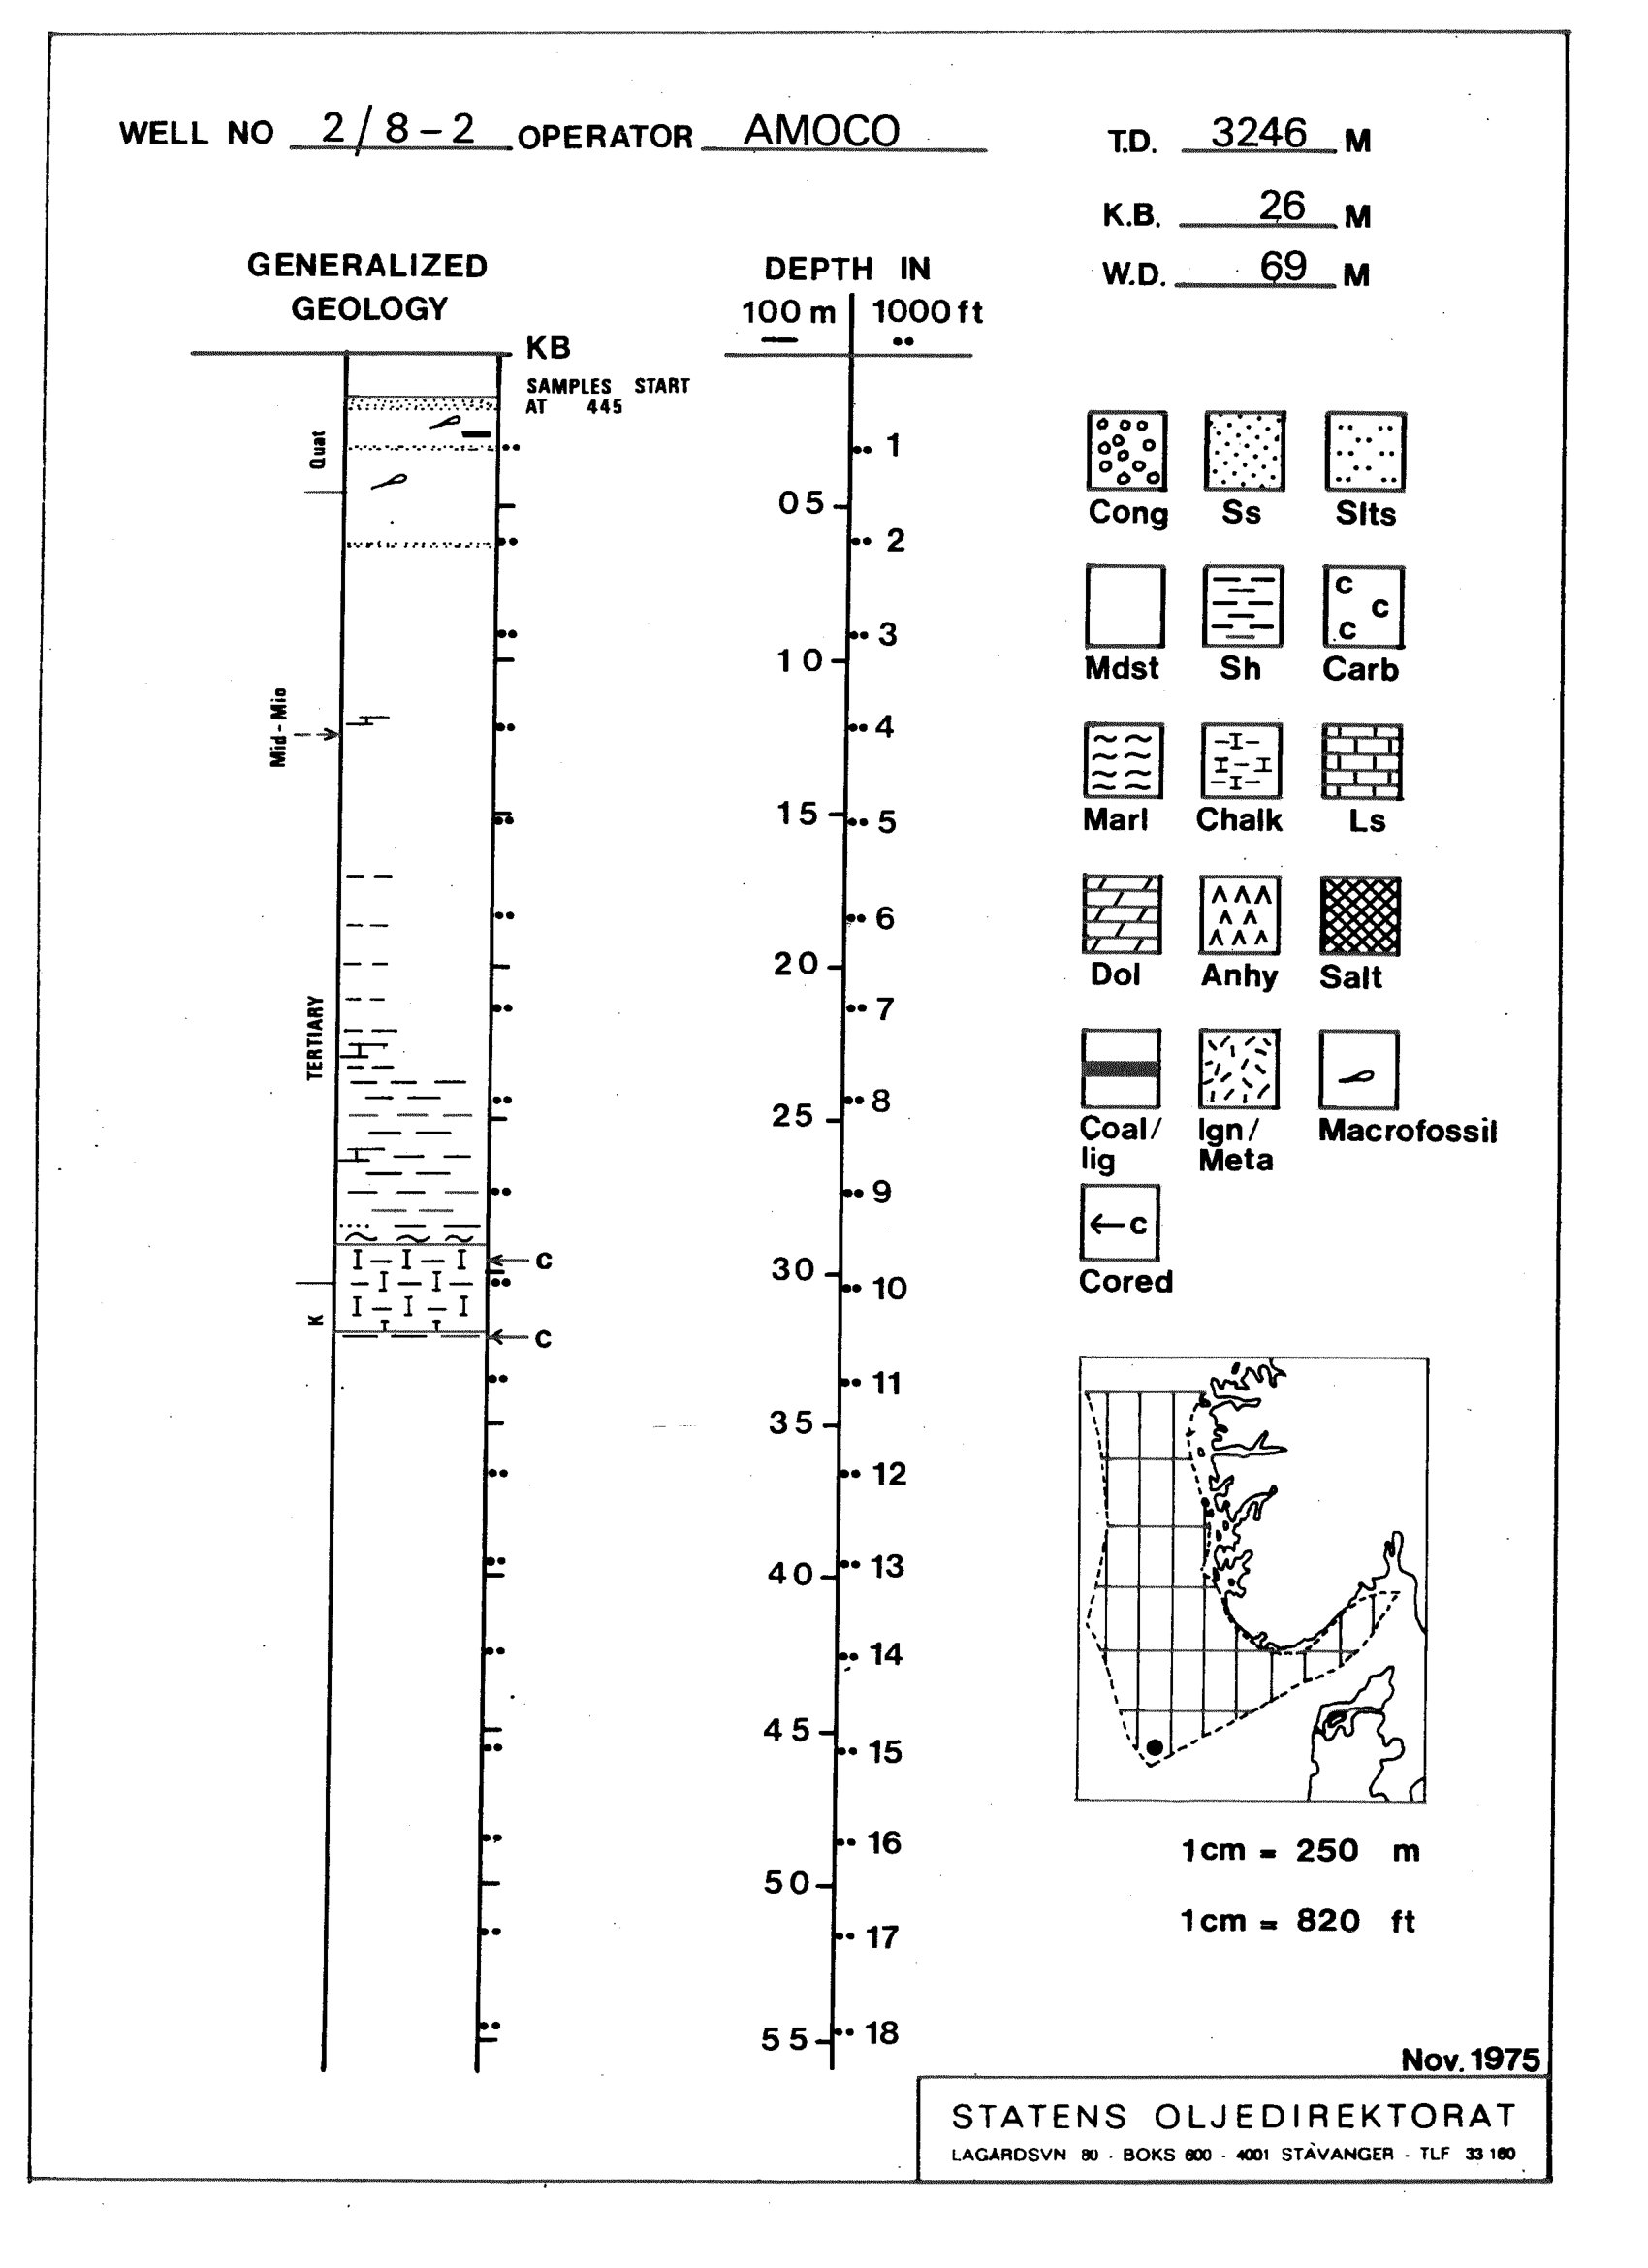 WELL NO 2/8-2 OPERATOR AMOCO
T.D. 3246 M
K.B. 26 M
W.D. 69 M
GENERALIZED
GEOLOGY
DEPTH IN
100 m 1000 ft
KB
SAMPLES START
AT 445
Quat
Mid-Mio
TERTIARY
K
C
C
1
05
2
3
10
4
15
5
6
20
7
8
25
9
30
10
11
35
12
40
13
14
45
15
16
50
17
55
18
Cong Ss Slts
C
C
C
Mdst Sh Carb
Marl Chalk Ls
Dol Anhy Salt
Coal/ Ign/ Macrofossil
lig Meta
←C
Cored
1cm = 250 m
1cm = 820 ft
Nov. 1975
STATENS OLJEDIREKTORAT
LAGÅRDSVN 80 · BOKS 600 · 4001 STAVANGER - TLF 33 160